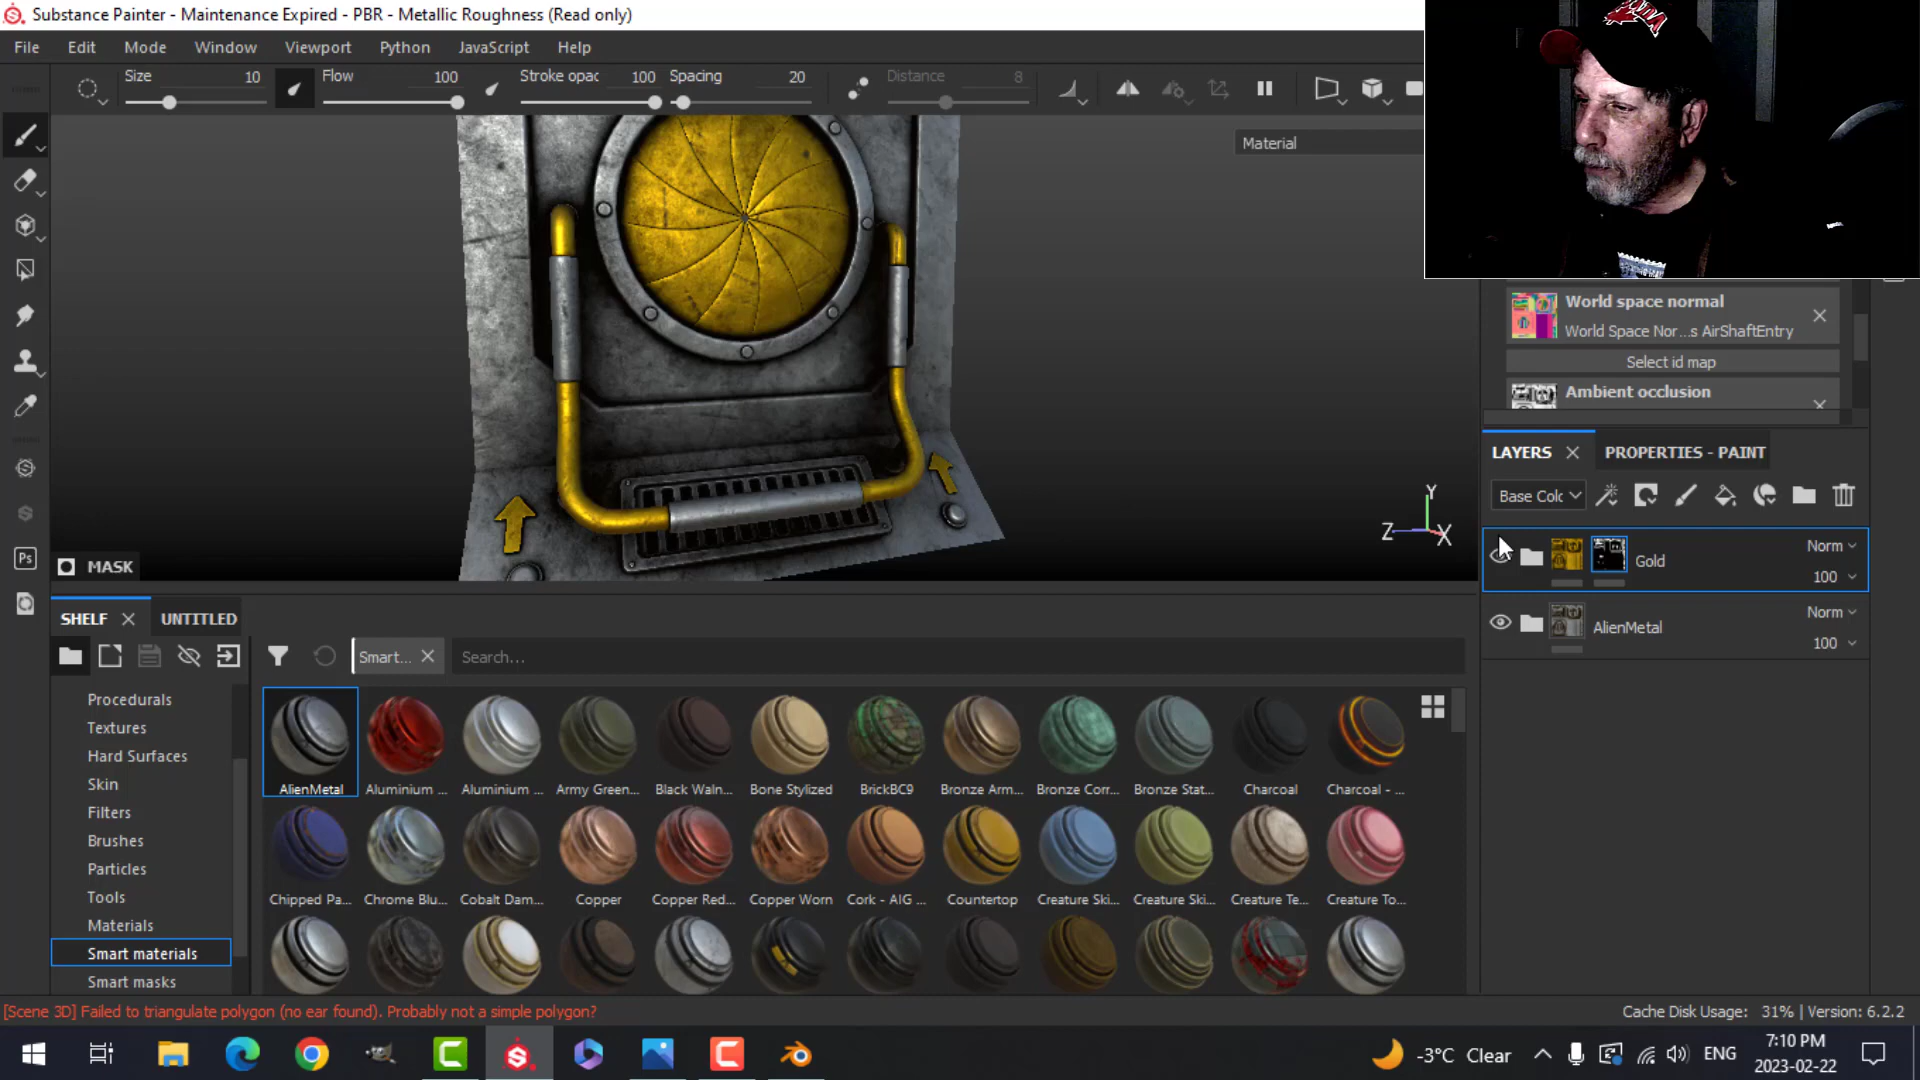 Substance Painter - Maintenance Expired - PBR - Metallic Roughness (Read only)
File Edit Mode Window Viewport Python JavaScript Help
Size 10 Flow 100 Stroke opac 100 Spacing 20 Distance 8
Material
World space normal
World Space Nor...s AirShaftEntry
Select id map
Ambient occlusion
LAYERS PROPERTIES - PAINT
Base Colc
Gold Norm
100
AlienMetal Norm
100
Y
Z X
MASK
SHELF UNTITLED
Smart... Search...
Procedurals
Textures
Hard Surfaces
Skin
Filters
Brushes
Particles
Tools
Materials
Smart materials
Smart masks
AlienMetal Aluminium ... Aluminium ... Army Green... Black Waln... Bone Stylized BrickBC9 Bronze Arm... Bronze Corr... Bronze Stat... Charcoal Charcoal - ...
Chipped Pa... Chrome Blu... Cobalt Dam... Copper Copper Red... Copper Worn Cork - AIG ... Countertop Creature Ski... Creature Ski... Creature Te... Creature To...
[Scene 3D] Failed to triangulate polygon (no ear found). Probably not a simple polygon?
Cache Disk Usage: 31% | Version: 6.2.2
Ps
-3°C Clear ENG 7:10 PM
2023-02-22